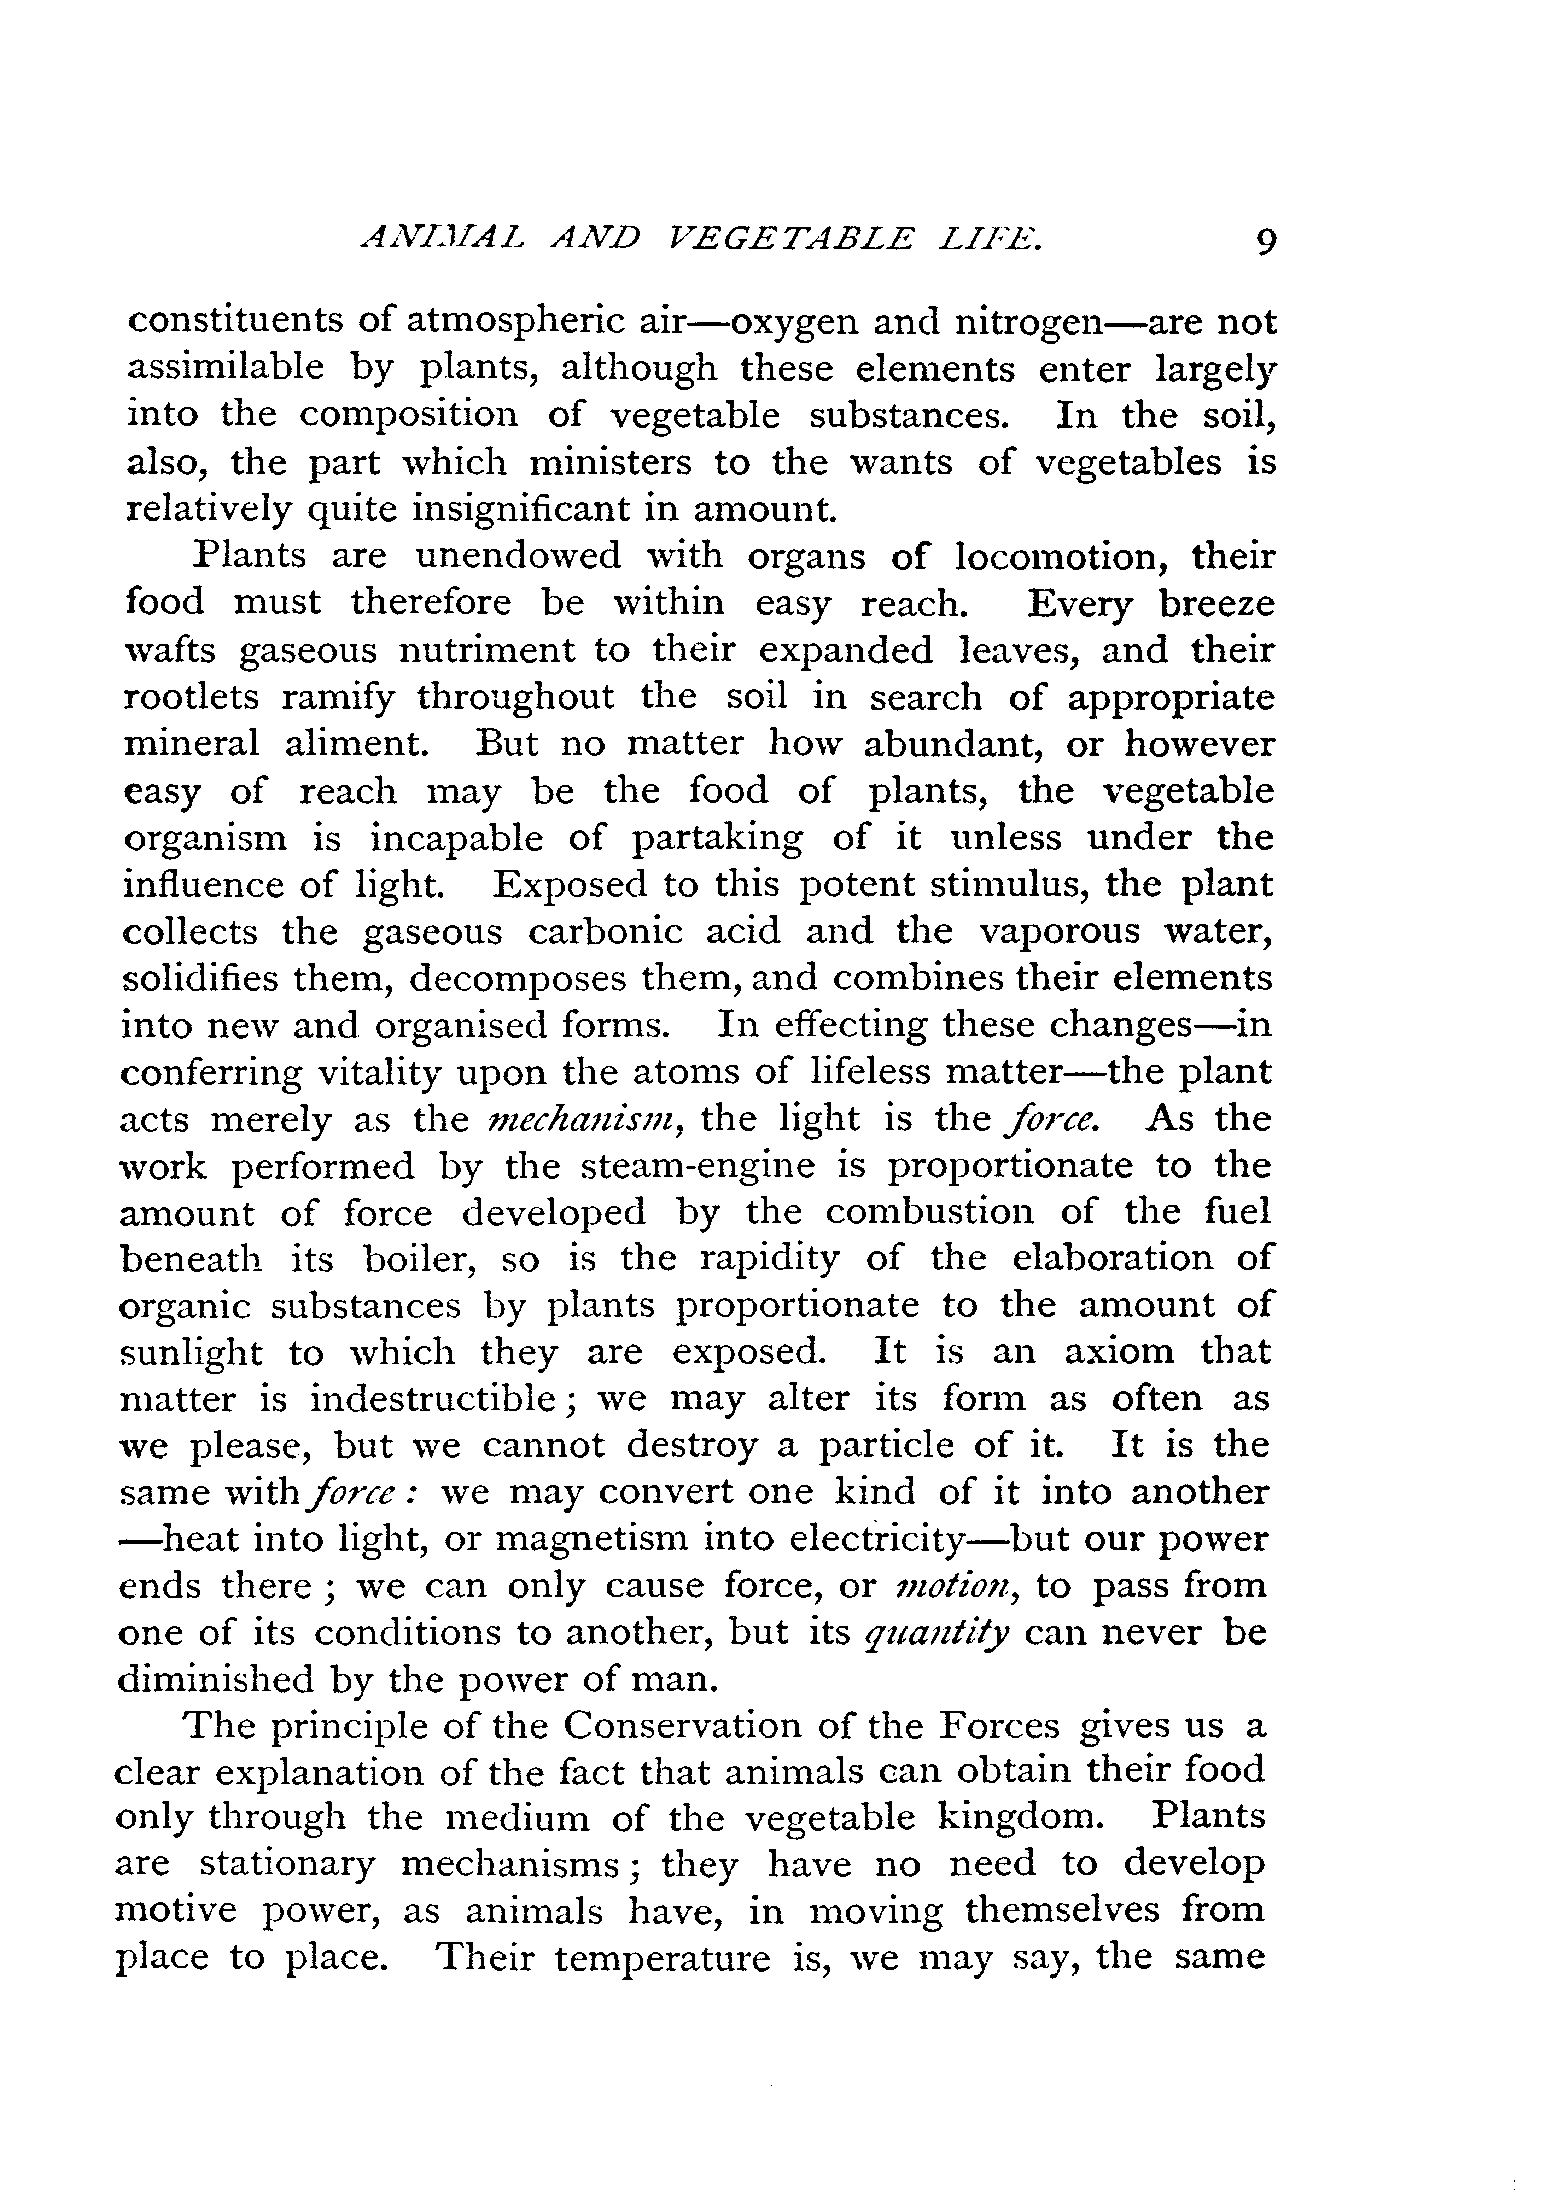 ANIMAL AND VEGETABLE LIFE. 9
constituents of atmospheric air—oxygen and nitrogen—are not
assimilable by plants, although these elements enter largely
into the composition of vegetable substances. In the soil,
also, the part which ministers to the wants of vegetables is
relatively quite insignificant in amount.
Plants are unendowed with organs of locomotion, their
food must therefore be within easy reach. Every breeze
wafts gaseous nutriment to their expanded leaves, and their
rootlets ramify throughout the soil in search of appropriate
mineral aliment. But no matter how abundant, or however
easy of reach may be the food of plants, the vegetable
organism is incapable of partaking of it unless under the
influence of light. Exposed to this potent stimulus, the plant
collects the gaseous carbonic acid and the vaporous water,
solidifies them, decomposes them, and combines their elements
into new and organised forms. In effecting these changes—in
conferring vitality upon the atoms of lifeless matter—the plant
acts merely as the mechanism, the light is the force. As the
work performed by the steam-engine is proportionate to the
amount of force developed by the combustion of the fuel
beneath its boiler, so is the rapidity of the elaboration of
organic substances by plants proportionate to the amount of
sunlight to which they are exposed. It is an axiom that
matter is indestructible; we may alter its form as often as
we please, but we cannot destroy a particle of it. It is the
same with force: we may convert one kind of it into another
—heat into light, or magnetism into electricity—but our power
ends there; we can only cause force, or motion, to pass from
one of its conditions to another, but its quantity can never be
diminished by the power of man.
The principle of the Conservation of the Forces gives us a
clear explanation of the fact that animals can obtain their food
only through the medium of the vegetable kingdom. Plants
are stationary mechanisms; they have no need to develop
motive power, as animals have, in moving themselves from
place to place. Their temperature is, we may say, the same